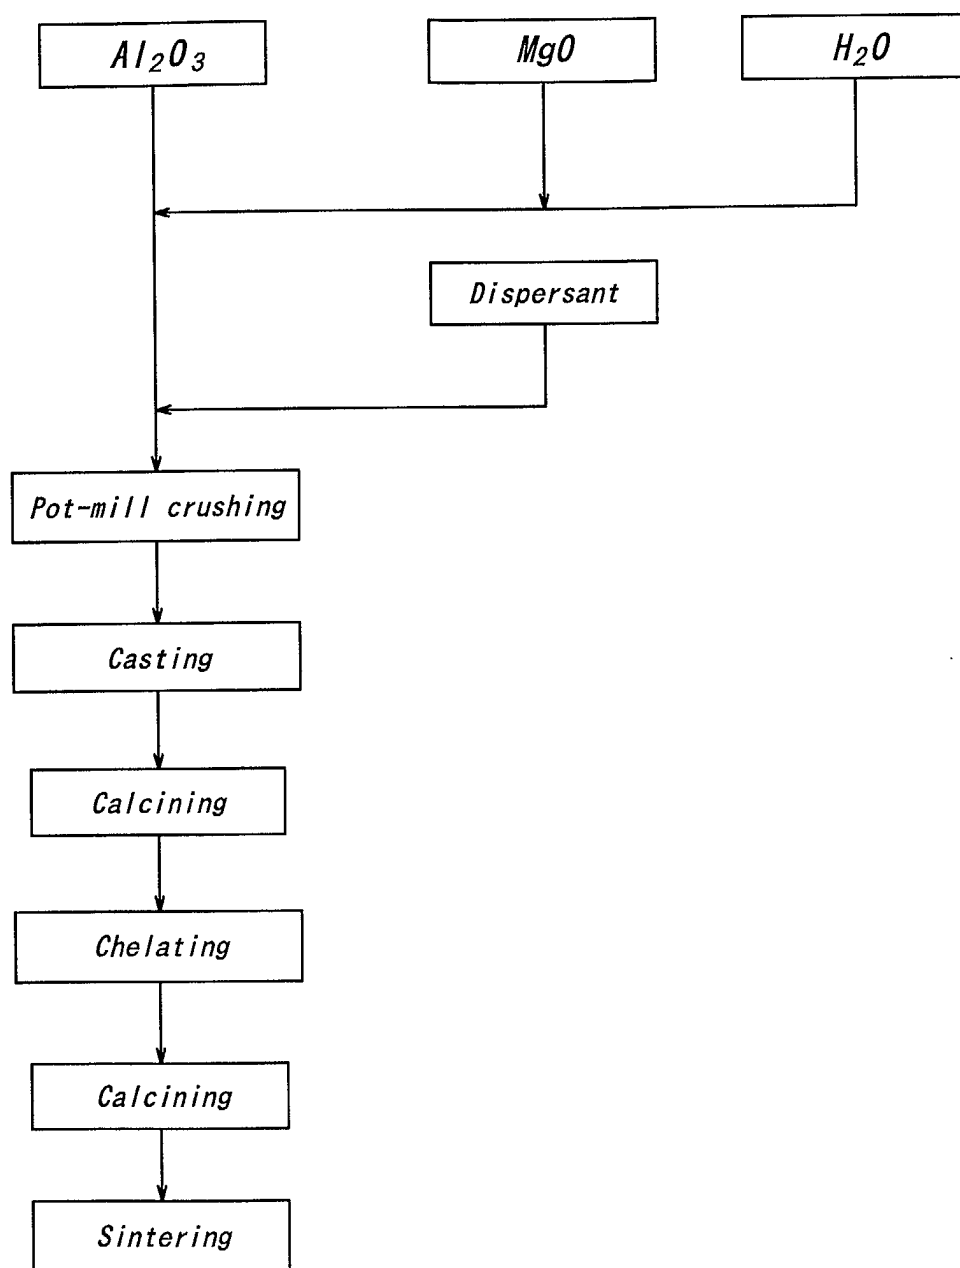 Al₂O₃
MgO
H₂O
Dispersant
Pot-mill crushing
Casting
Calcining
Chelating
Calcining
Sintering